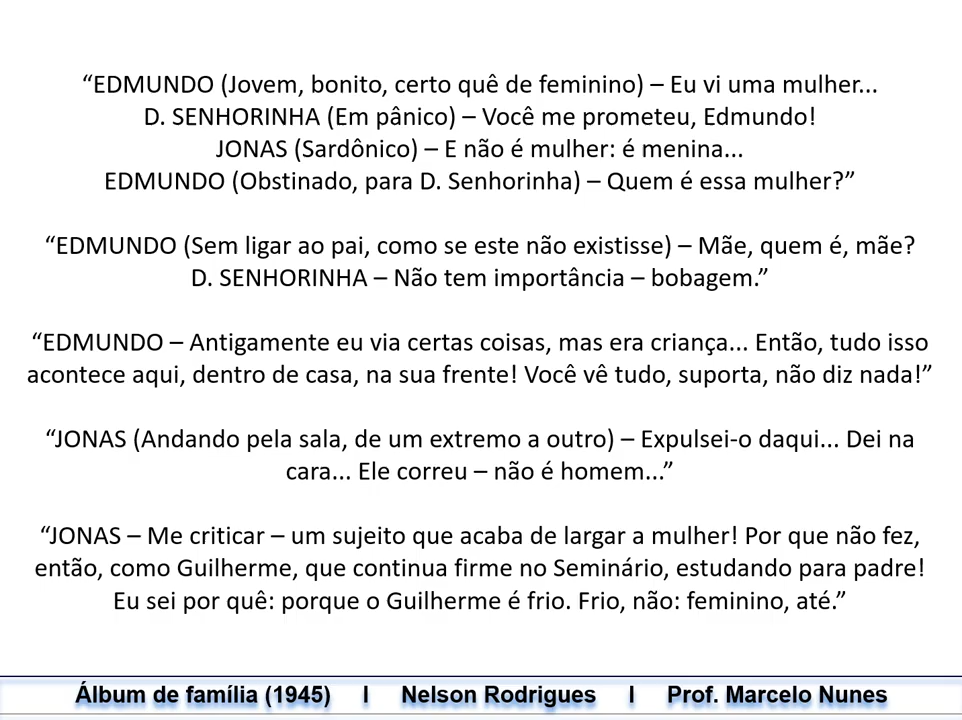 “EDMUNDO (Jovem, bonito, certo quê de feminino) – Eu vi uma mulher...
D. SENHORINHA (Em pânico) – Você me prometeu, Edmundo!
JONAS (Sardônico) – E não é mulher: é menina...
EDMUNDO (Obstinado, para D. Senhorinha) – Quem é essa mulher?”
“EDMUNDO (Sem ligar ao pai, como se este não existisse) – Mãe, quem é, mãe?
D. SENHORINHA – Não tem importância – bobagem.”
“EDMUNDO – Antigamente eu via certas coisas, mas era criança... Então, tudo isso
acontece aqui, dentro de casa, na sua frente! Você vê tudo, suporta, não diz nada!”
“JONAS (Andando pela sala, de um extremo a outro) – Expulsei-o daqui... Dei na
cara... Ele correu – não é homem...”
“JONAS – Me criticar – um sujeito que acaba de largar a mulher! Por que não fez,
então, como Guilherme, que continua firme no Seminário, estudando para padre!
Eu sei por quê: porque o Guilherme é frio. Frio, não: feminino, até.”
Álbum de família (1945) I Nelson Rodrigues I Prof. Marcelo Nunes